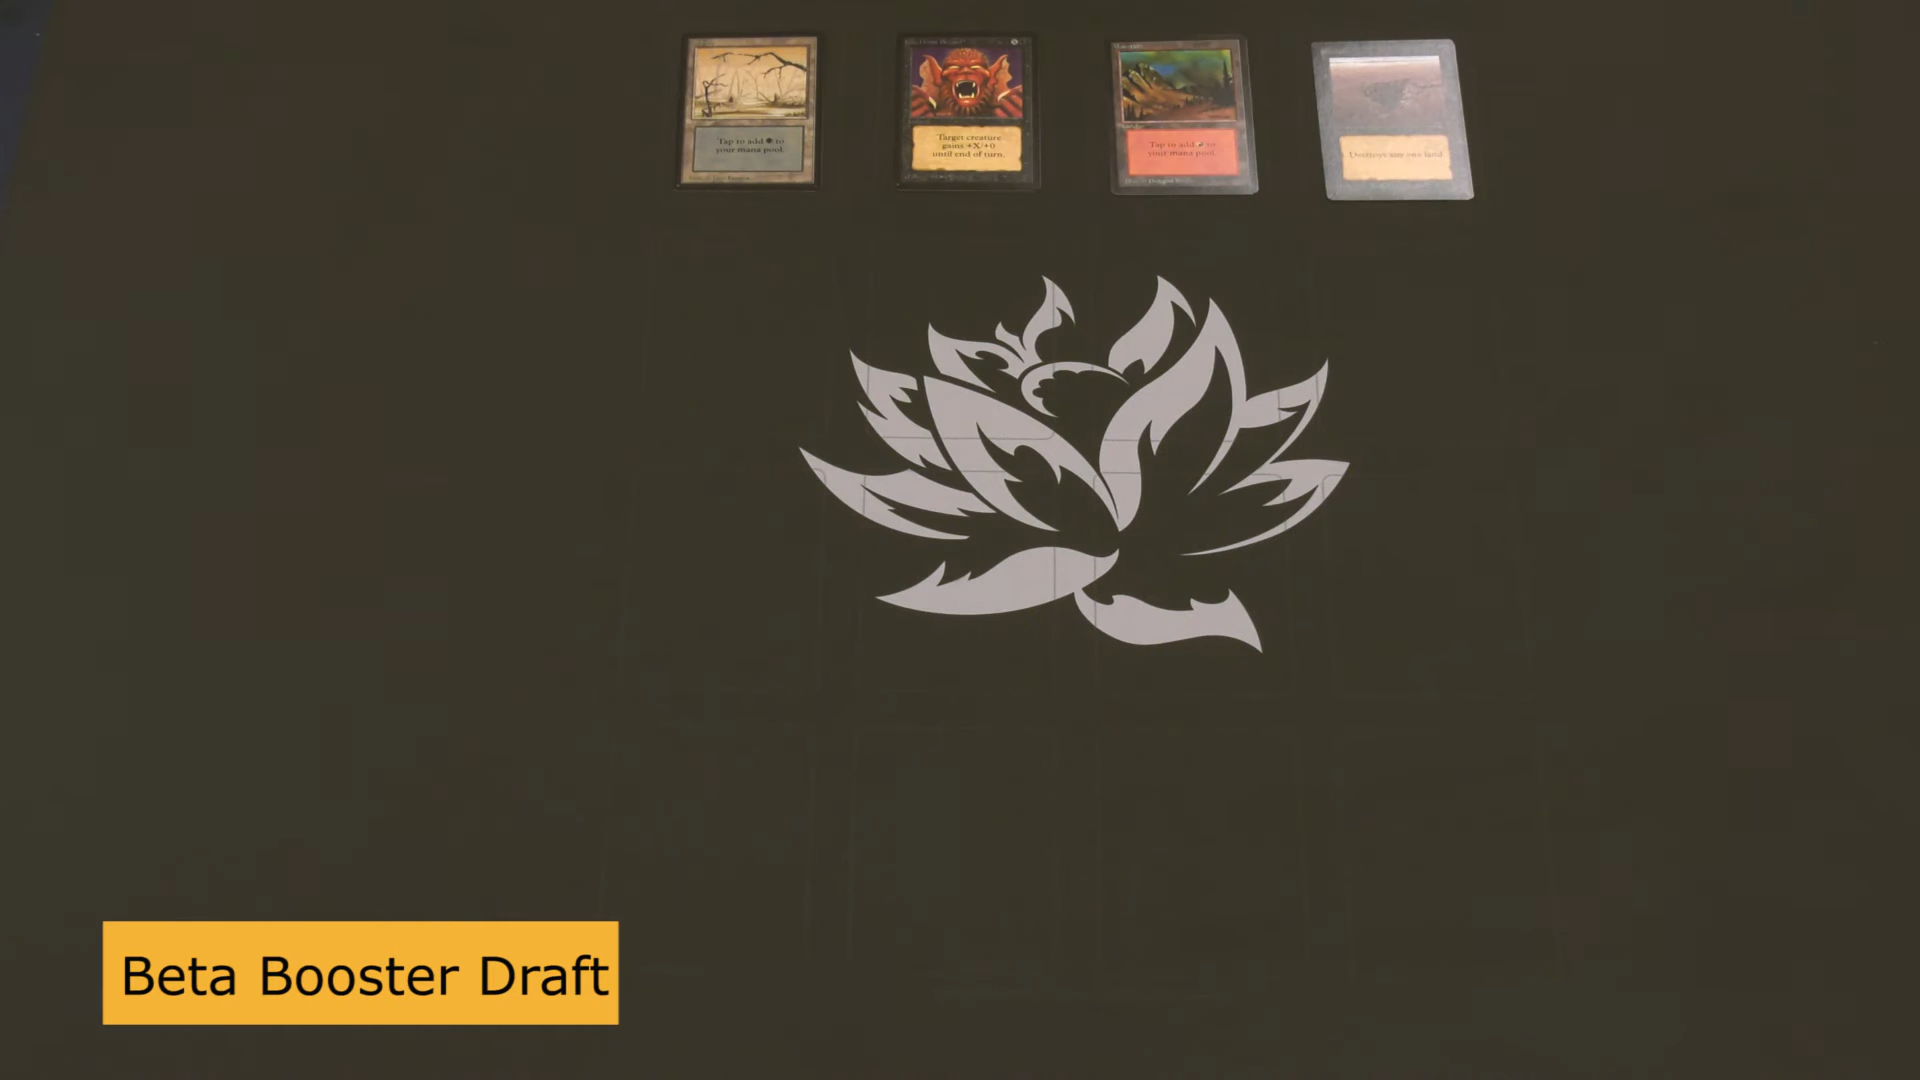 Tap to add to
your mana pool.
Target creature
gains +X/+0
until end of turn.
Tap to add to
your mana pool.
Destroys any one land.
Beta Booster Draft